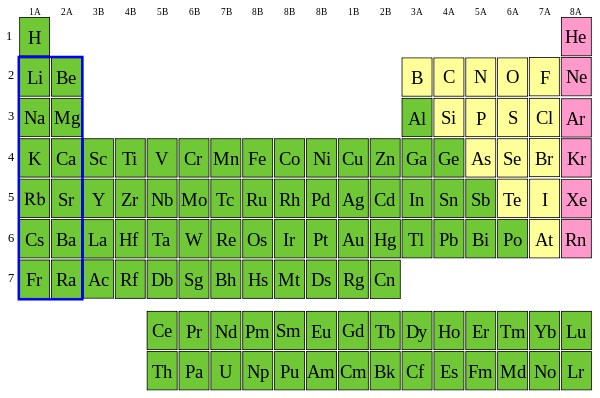 1A 2A 3B 4B 5B 6B 7B 8B 8B 8B 1B 2B 3A 4A 5A 6A 7A 8A
1 H He
2 Li Be B C N O F Ne
3 Na Mg Al Si P S Cl Ar
4 K Ca Sc Ti V Cr Mn Fe Co Ni Cu Zn Ga Ge As Se Br Kr
5 Rb Sr Y Zr Nb Mo Tc Ru Rh Pd Ag Cd In Sn Sb Te I Xe
6 Cs Ba La Hf Ta W Re Os Ir Pt Au Hg Tl Pb Bi Po At Rn
7 Fr Ra Ac Rf Db Sg Bh Hs Mt Ds Rg Cn
Ce Pr Nd Pm Sm Eu Gd Tb Dy Ho Er Tm Yb Lu
Th Pa U Np Pu Am Cm Bk Cf Es Fm Md No Lr